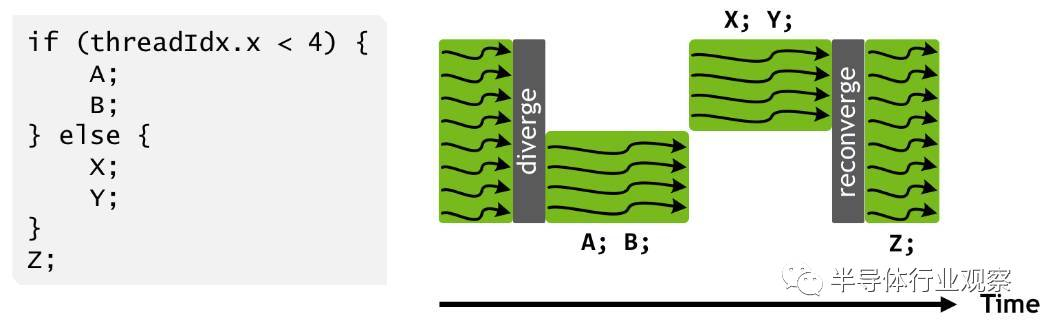 if (threadIdx.x < 4) {
    A;
    B;
} else {
    X;
    Y;
}
Z;
X; Y;
diverge
reconverge
A; B;
Z;
半导体行业观察
Time